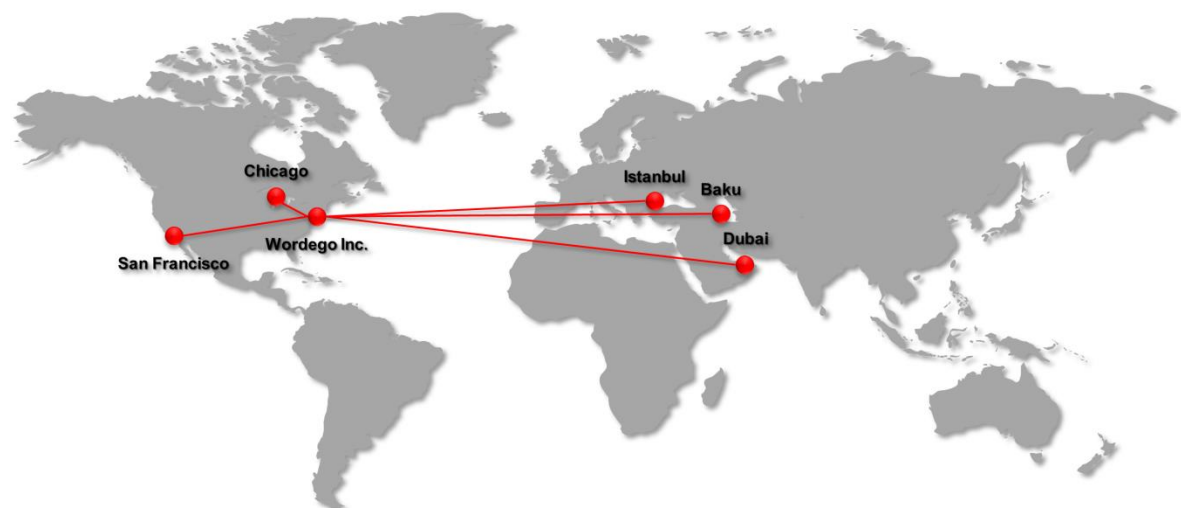 Chicago
Istanbul
Baku
Wordego Inc.
Dubai
San Francisco